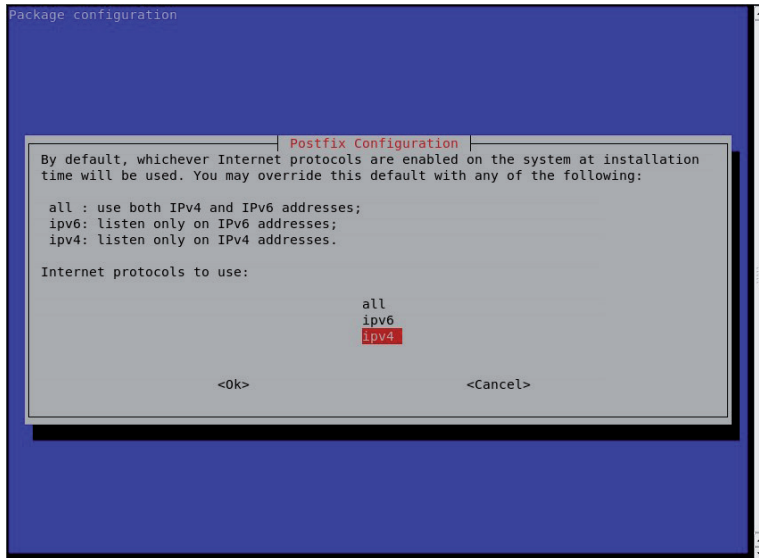 Package configuration
Postfix Configuration
By default, whichever Internet protocols are enabled on the system at installation
time will be used. You may override this default with any of the following:
all : use both IPv4 and IPv6 addresses;
ipv6: listen only on IPv6 addresses;
ipv4: listen only on IPv4 addresses.
Internet protocols to use:
all
ipv6
ipv4
<Ok> <Cancel>